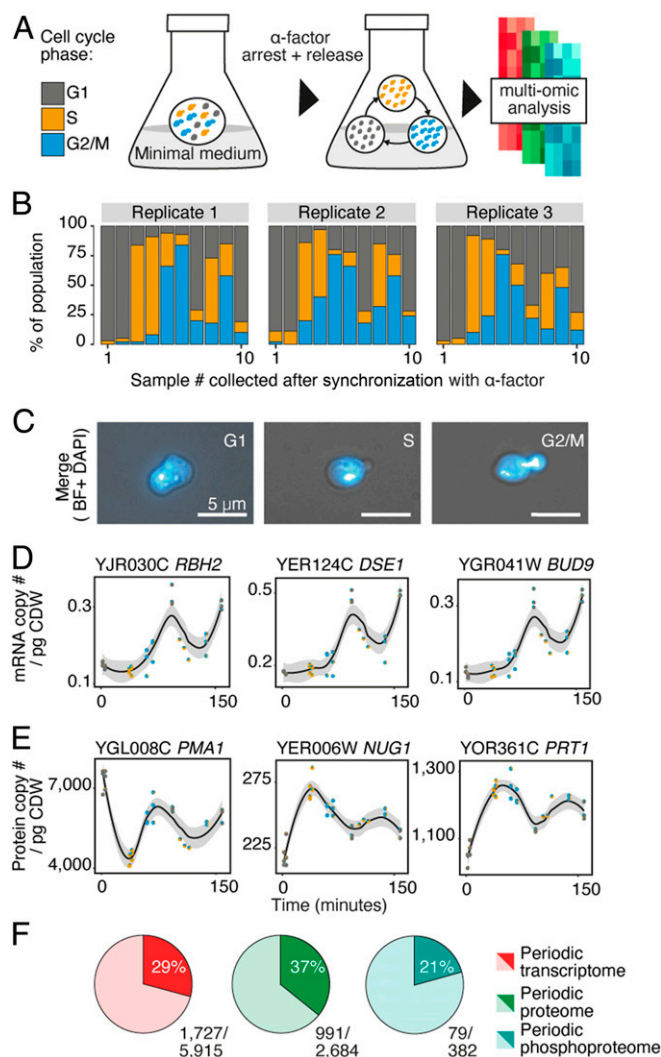 A
Cell cycle
phase:
G1
S
G2/M
Minimal medium
α-factor
arrest + release
multi-omic
analysis
B
Replicate 1
Replicate 2
Replicate 3
% of population
100
75
50
25
0
1
10
1
10
1
10
Sample # collected after synchronization with α-factor
C
Merge
( BF+ DAPI)
G1
5 µm
S
G2/M
D
YJR030C RBH2
YER124C DSE1
YGR041W BUD9
mRNA copy #
/ pg CDW
0.3
0.1
0.5
0.2
0.3
0.1
0
150
0
150
0
150
E
YGL008C PMA1
YER006W NUG1
YOR361C PRT1
Protein copy #
/ pg CDW
7,000
4,000
275
225
1,300
1,100
0
150
0
150
0
150
Time (minutes)
F
29%
1,727/
5.915
37%
991/
2.684
21%
79/
382
Periodic
transcriptome
Periodic
proteome
Periodic
phosphoproteome